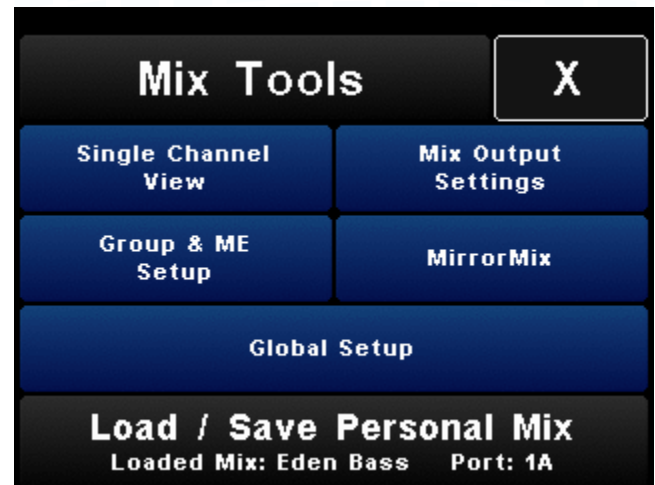 Mix Tools X
Single Channel
View
Mix Output
Settings
Group & ME
Setup
MirrorMix
Global Setup
Load / Save Personal Mix
Loaded Mix: Eden Bass Port: 1A